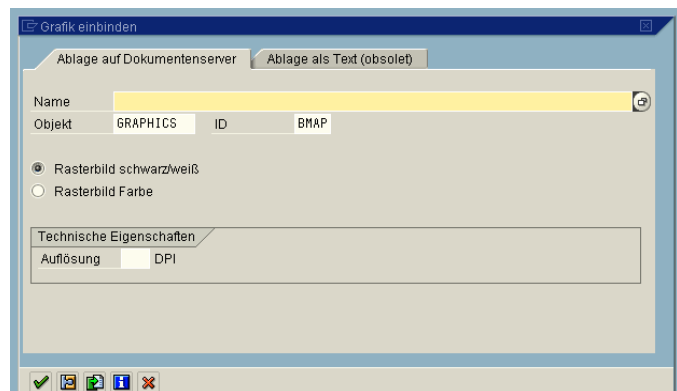 Grafik einbinden
Ablage auf Dokumentenserver Ablage als Text (obsolet)
Name
Objekt GRAPHICS ID BMAP
Rasterbild schwarz/weiß
Rasterbild Farbe
Technische Eigenschaften
Auflösung DPI